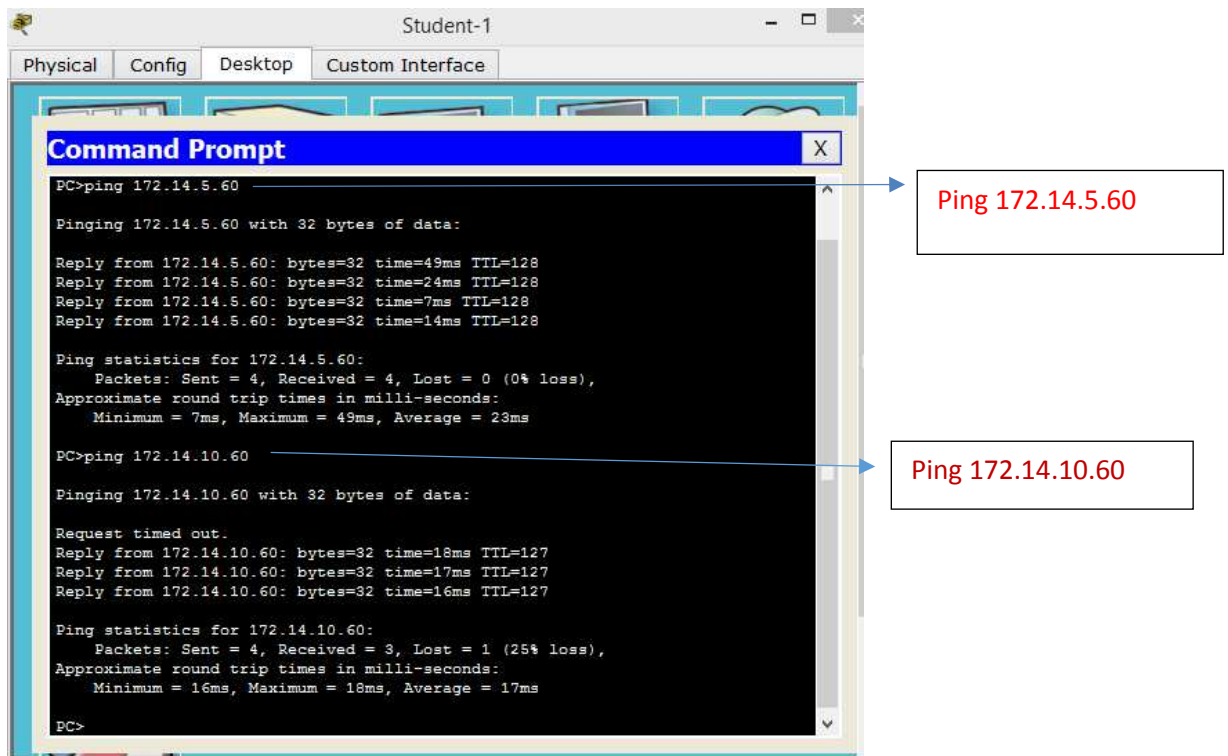 Student-1
Physical Config Desktop Custom Interface
Command Prompt X
PC>ping 172.14.5.60
Ping 172.14.5.60
Pinging 172.14.5.60 with 32 bytes of data:
Reply from 172.14.5.60: bytes=32 time=49ms TTL=128
Reply from 172.14.5.60: bytes=32 time=24ms TTL=128
Reply from 172.14.5.60: bytes=32 time=7ms TTL=128
Reply from 172.14.5.60: bytes=32 time=14ms TTL=128
Ping statistics for 172.14.5.60:
Packets: Sent = 4, Received = 4, Lost = 0 (0% loss),
Approximate round trip times in milli-seconds:
Minimum = 7ms, Maximum = 49ms, Average = 23ms
PC>ping 172.14.10.60
Ping 172.14.10.60
Pinging 172.14.10.60 with 32 bytes of data:
Request timed out.
Reply from 172.14.10.60: bytes=32 time=18ms TTL=127
Reply from 172.14.10.60: bytes=32 time=17ms TTL=127
Reply from 172.14.10.60: bytes=32 time=16ms TTL=127
Ping statistics for 172.14.10.60:
Packets: Sent = 4, Received = 3, Lost = 1 (25% loss),
Approximate round trip times in milli-seconds:
Minimum = 16ms, Maximum = 18ms, Average = 17ms
PC>